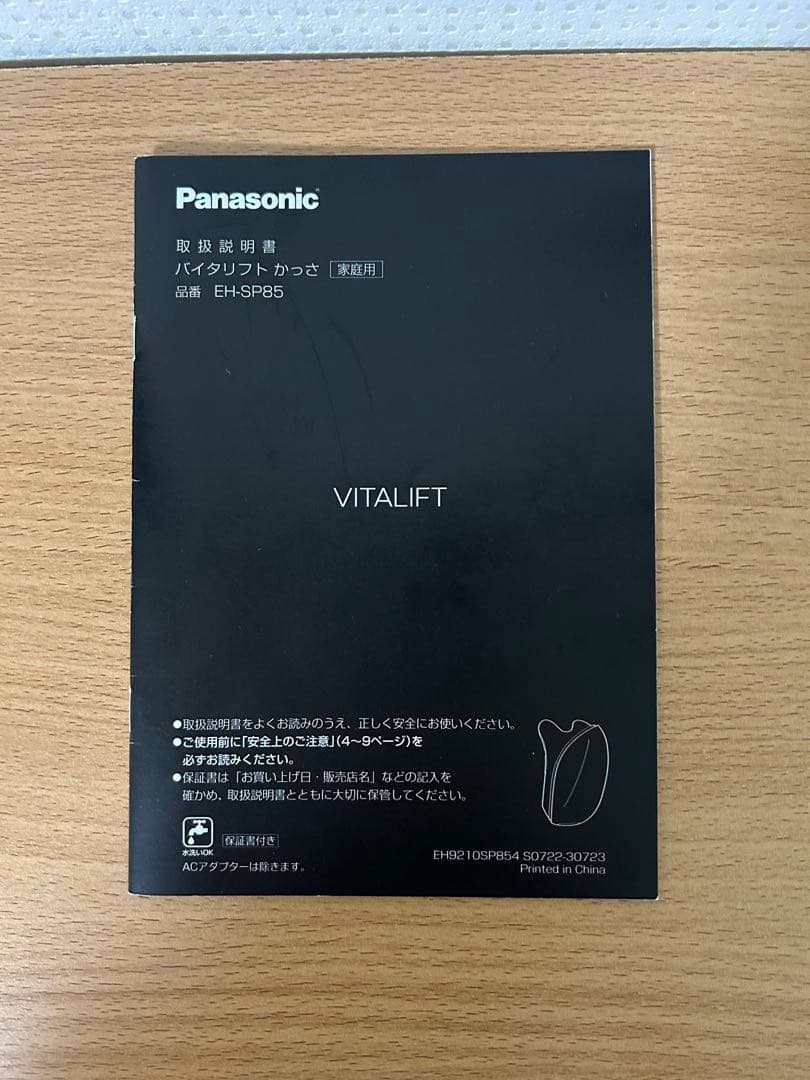 Panasonic
取扱説明書
バイタリフト かっさ 家庭用
品番 EH-SP85
VITALIFT
●取扱説明書をよくお読みのうえ、正しく安全にお使いください。
●ご使用前に「安全上のご注意」(4〜9ページ)を
必ずお読みください。
●保証書は「お買い上げ日・販売店名」などの記入を
確かめ、取扱説明書とともに大切に保管してください。
水洗いOK 保証書付き
ACアダプターは除きます。
EH9210SP854 S0722-30723
Printed in China